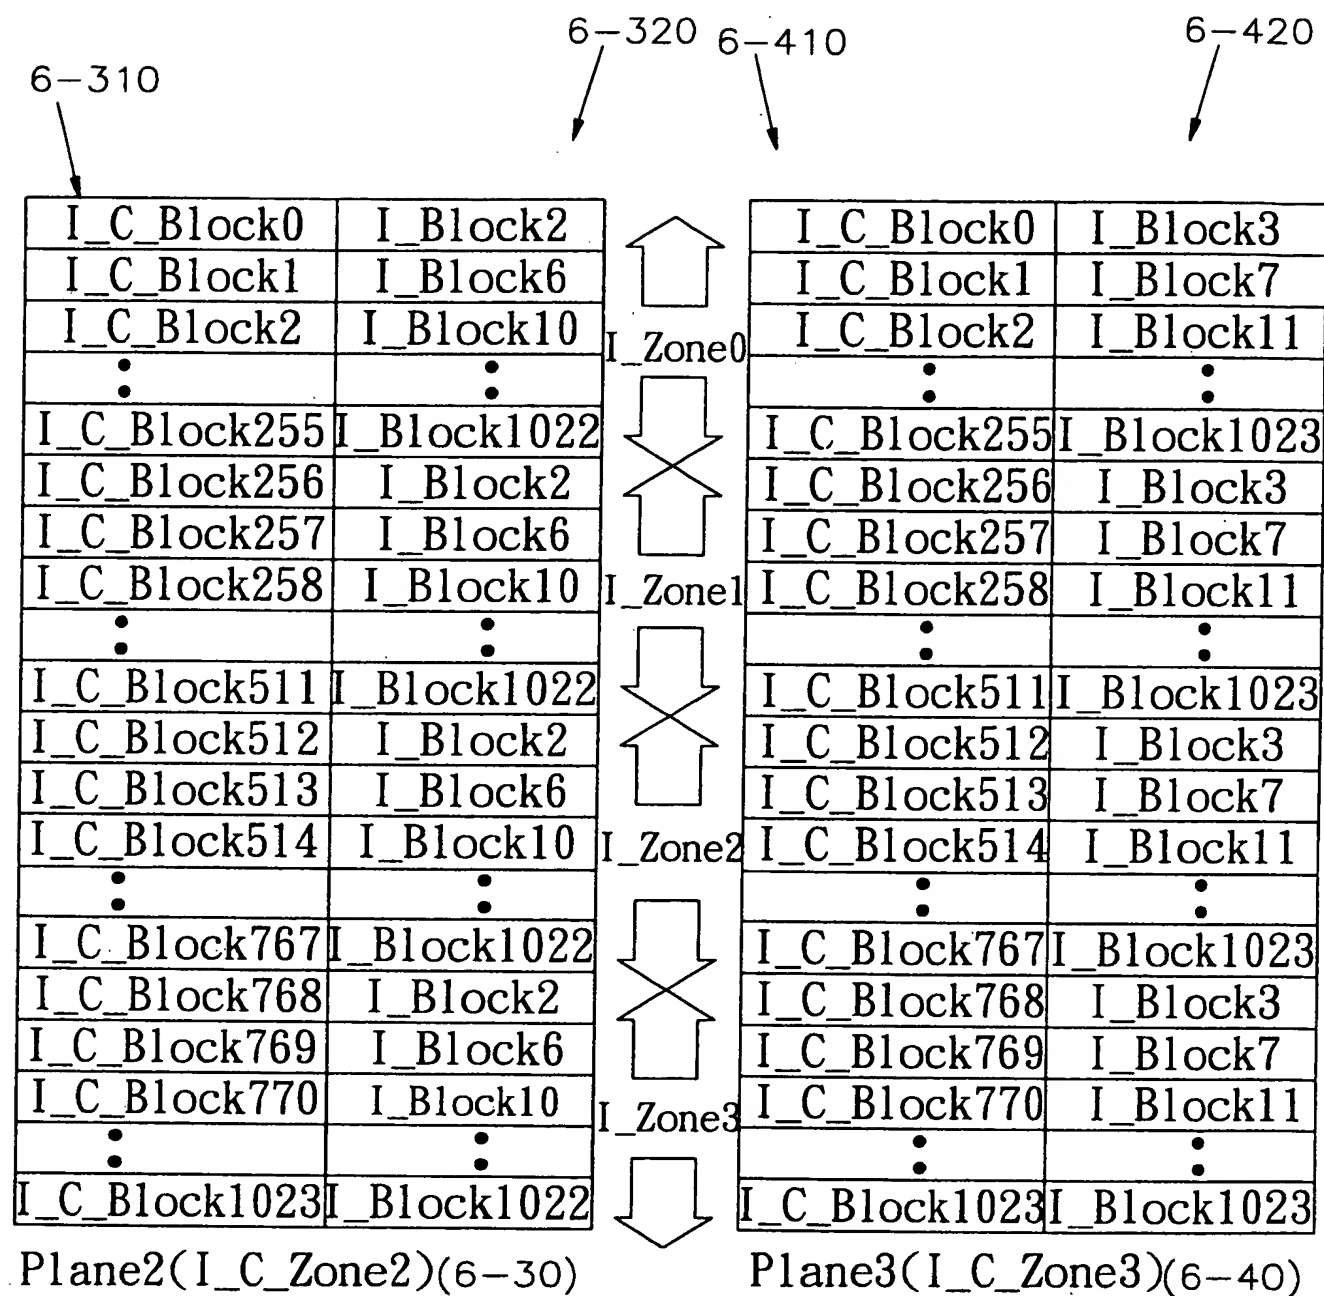 6-320 6-410 6-420
6-310
I_C_Block0 I_Block2 I_C_Block0 I_Block3
I_C_Block1 I_Block6 I_C_Block1 I_Block7
I_C_Block2 I_Block10 I_C_Block2 I_Block11
I_Zone0
I_C_Block255 I_Block1022 I_C_Block255 I_Block1023
I_C_Block256 I_Block2 I_C_Block256 I_Block3
I_C_Block257 I_Block6 I_C_Block257 I_Block7
I_C_Block258 I_Block10 I_Zone1 I_C_Block258 I_Block11
I_C_Block511 I_Block1022 I_C_Block511 I_Block1023
I_C_Block512 I_Block2 I_C_Block512 I_Block3
I_C_Block513 I_Block6 I_C_Block513 I_Block7
I_C_Block514 I_Block10 I_Zone2 I_C_Block514 I_Block11
I_C_Block767 I_Block1022 I_C_Block767 I_Block1023
I_C_Block768 I_Block2 I_C_Block768 I_Block3
I_C_Block769 I_Block6 I_C_Block769 I_Block7
I_C_Block770 I_Block10 I_Zone3 I_C_Block770 I_Block11
I_C_Block1023 I_Block1022 I_C_Block1023 I_Block1023
Plane2(I_C_Zone2)(6-30) Plane3(I_C_Zone3)(6-40)